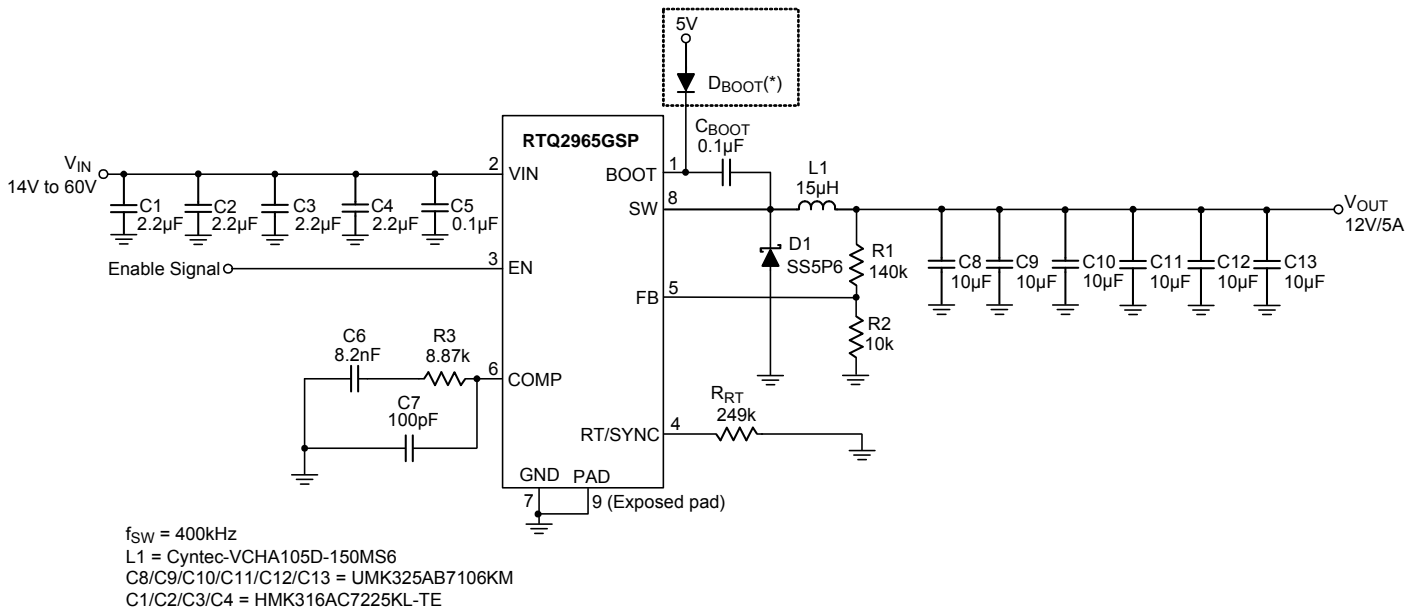 5V
DBOOT(*)
RTQ2965GSP
CBOOT
0.1µF
VIN
14V to 60V
2
VIN
BOOT
1
L1
15µH
SW
8
VOUT
12V/5A
C1
2.2µF
C2
2.2µF
C3
2.2µF
C4
2.2µF
C5
0.1µF
D1
SS5P6
R1
140k
C8
10µF
C9
10µF
C10
10µF
C11
10µF
C12
10µF
C13
10µF
Enable Signal
3
EN
FB
5
R2
10k
C6
8.2nF
R3
8.87k
6
COMP
C7
100pF
RRT
249k
RT/SYNC
4
GND
PAD
7
9 (Exposed pad)
fSW = 400kHz
L1 = Cyntec-VCHA105D-150MS6
C8/C9/C10/C11/C12/C13 = UMK325AB7106KM
C1/C2/C3/C4 = HMK316AC7225KL-TE